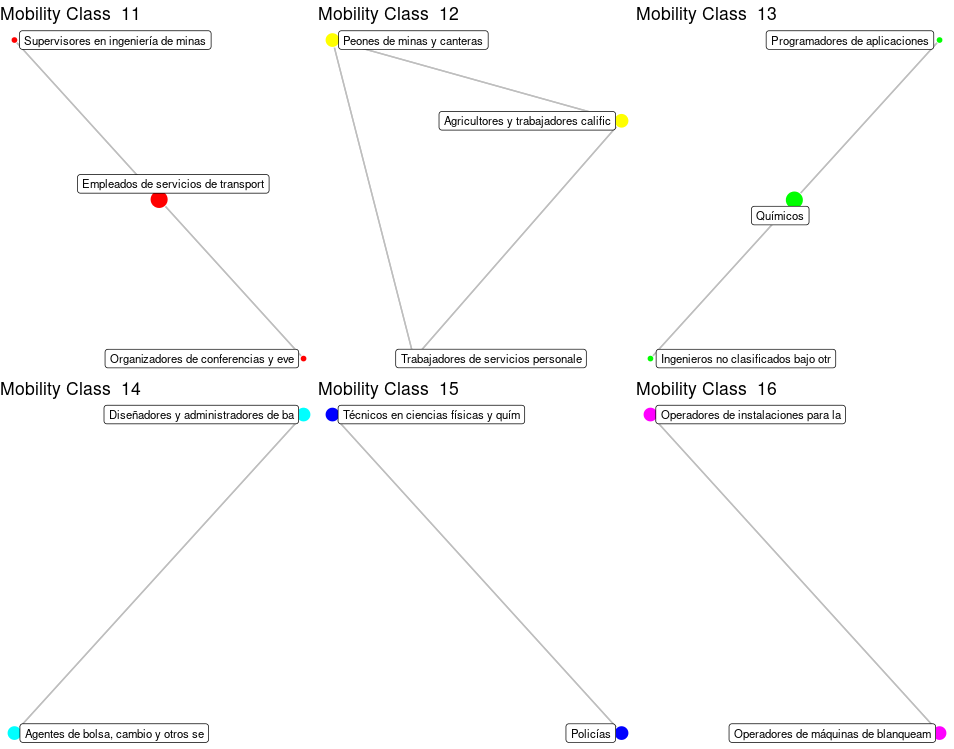 Mobility Class  11
Mobility Class  12
Mobility Class  13
Supervisores en ingeniería de minas
Peones de minas y canteras
Programadores de aplicaciones
Agricultores y trabajadores calific
Empleados de servicios de transport
Químicos
Organizadores de conferencias y eve
Trabajadores de servicios personale
Ingenieros no clasificados bajo otr
Mobility Class  14
Mobility Class  15
Mobility Class  16
Diseñadores y administradores de ba
Técnicos en ciencias físicas y quím
Operadores de instalaciones para la
Agentes de bolsa, cambio y otros se
Policías
Operadores de máquinas de blanqueam